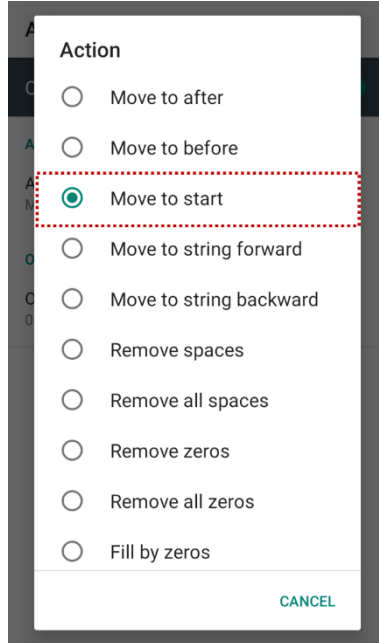 Action
Move to after
Move to before
Move to start
Move to string forward
Move to string backward
Remove spaces
Remove all spaces
Remove zeros
Remove all zeros
Fill by zeros
CANCEL